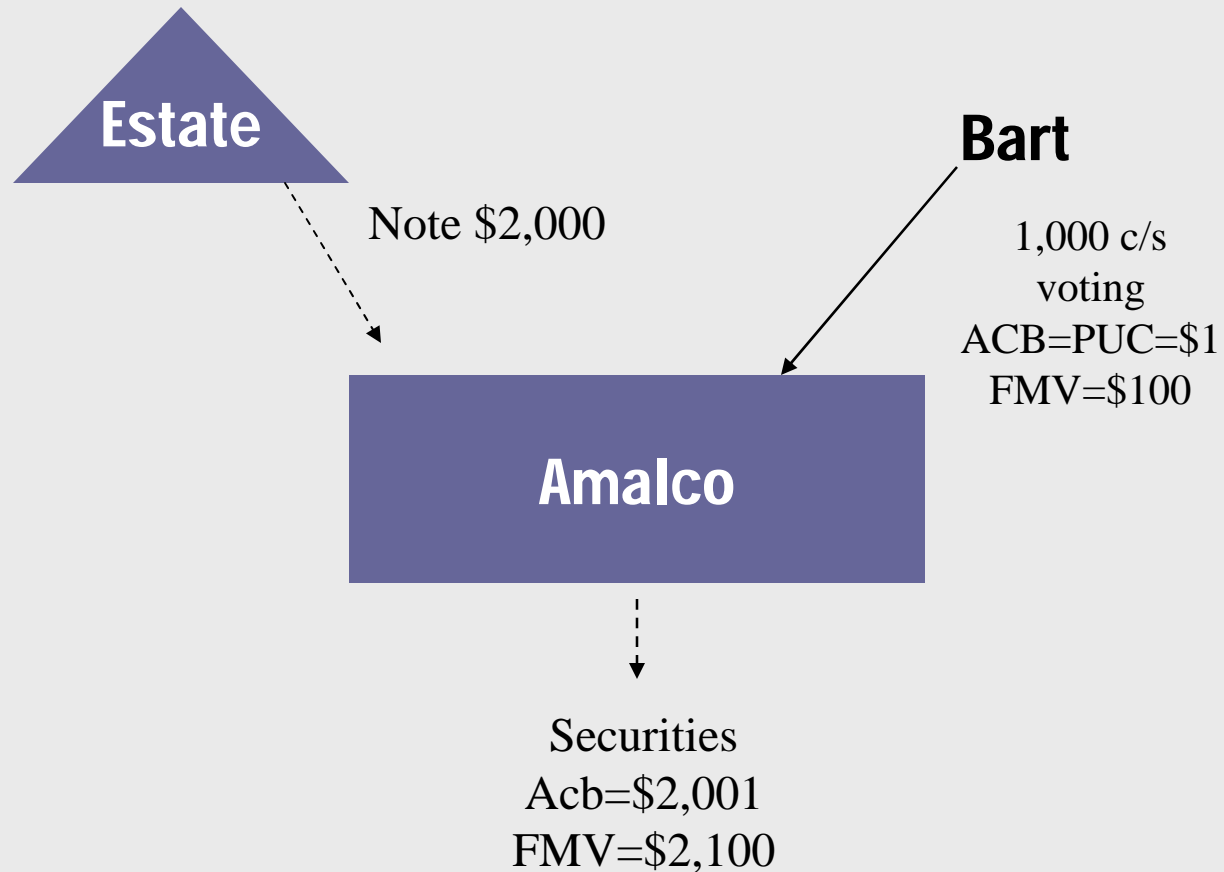 Estate
Bart
Note $2,000
1,000 c/s
voting
ACB=PUC=$1
FMV=$100
Amalco
Securities
Acb=$2,001
FMV=$2,100